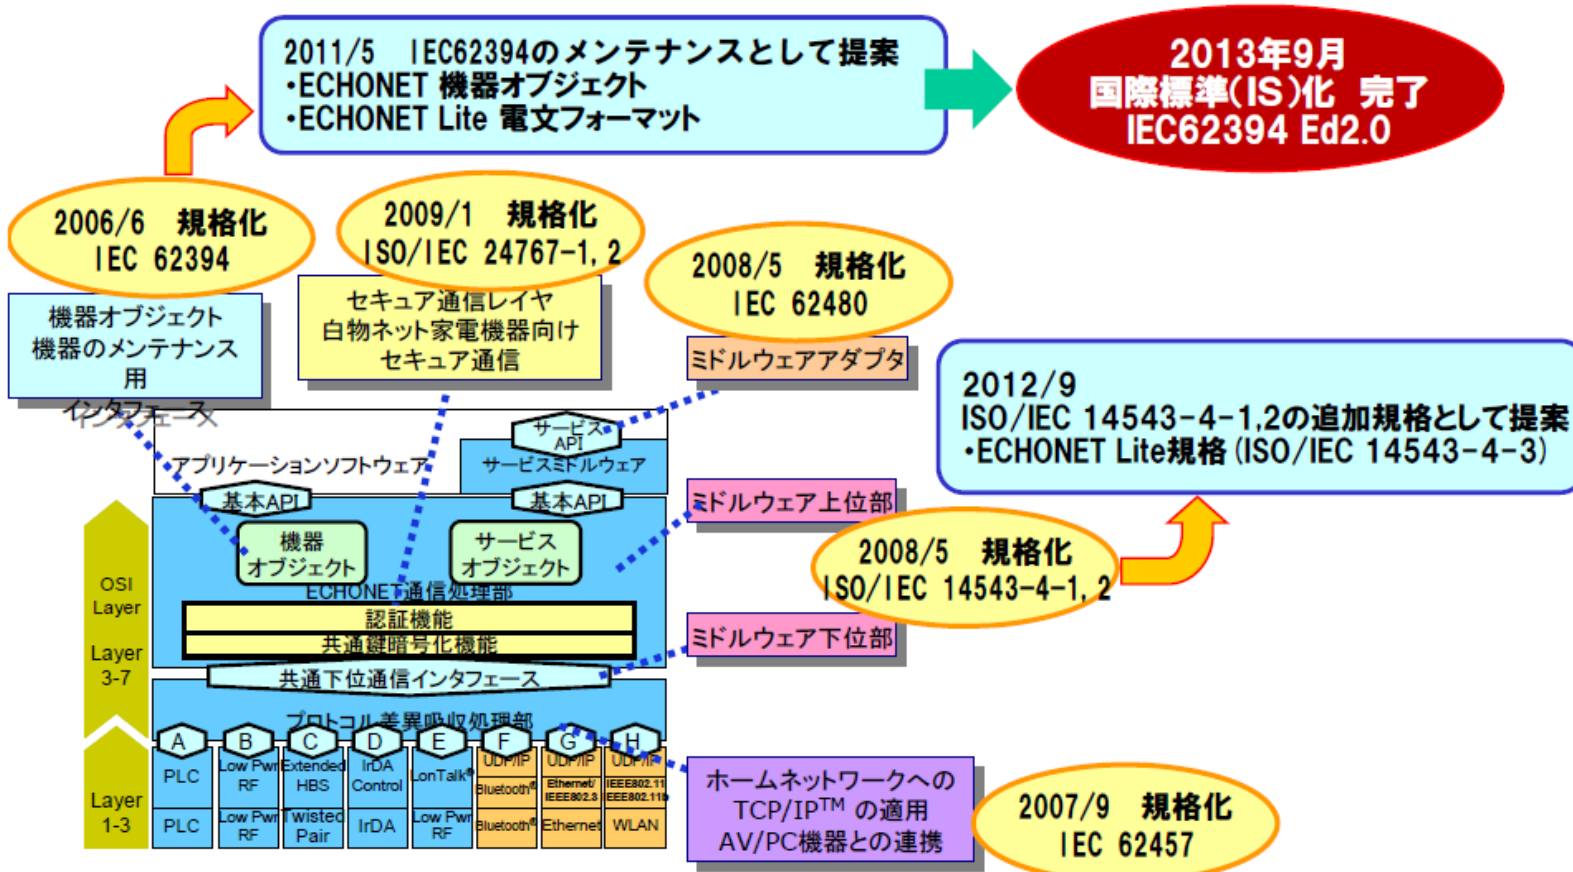 2011/5 IEC62394のメンテナンスとして提案
・ECHONET 機器オブジェクト
・ECHONET Lite 電文フォーマット
2013年9月
国際標準(IS)化 完了
IEC62394 Ed2.0
2006/6 規格化
IEC 62394
2009/1 規格化
ISO/IEC 24767-1,2
2008/5 規格化
IEC 62480
機器オブジェクト
機器のメンテナンス
用
インタフェース
セキュア通信レイヤ
白物ネット家電機器向け
セキュア通信
ミドルウェアアダプタ
2012/9
ISO/IEC 14543-4-1,2の追加規格として提案
・ECHONET Lite規格(ISO/IEC 14543-4-3)
サービス
API
アプリケーションソフトウェア
サービスミドルウェア
基本API
基本API
ミドルウェア上位部
機器
オブジェクト
サービス
オブジェクト
2008/5 規格化
ISO/IEC 14543-4-1,2
OSI
Layer
Layer
3-7
ECHONET通信処理部
認証機能
共通鍵暗号化機能
ミドルウェア下位部
共通下位通信インタフェース
プロトコル差異吸収処理部
A B C D E F G H
Layer
1-3
PLC
Low Pwr
RF
Extended
HBS
IrDA
Control
LonTalk®
UDP/IP
Bluetooth®
UDP/IP
Ethernet/
IEEE802.3
UDP/IP
IEEE802.11
IEEE802.11b
PLC
Low Pwr
RF
Twisted
Pair
IrDA
Low Pwr
RF
Bluetooth®
Ethernet
WLAN
ホームネットワークへの
TCP/IP™ の適用
AV/PC機器との連携
2007/9 規格化
IEC 62457